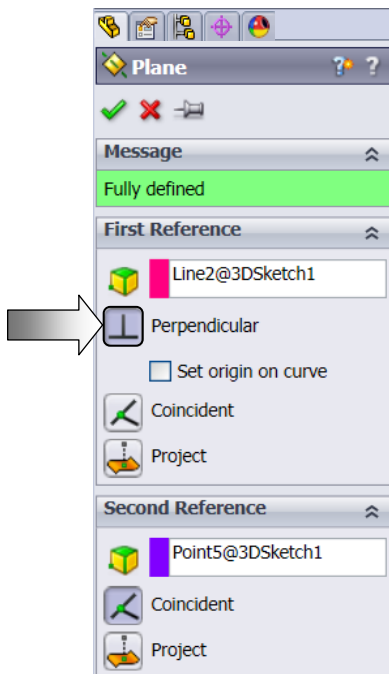 Plane
? ?
Message
Fully defined
First Reference
Line2@3DSketch1
Perpendicular
Set origin on curve
Coincident
Project
Second Reference
Point5@3DSketch1
Coincident
Project